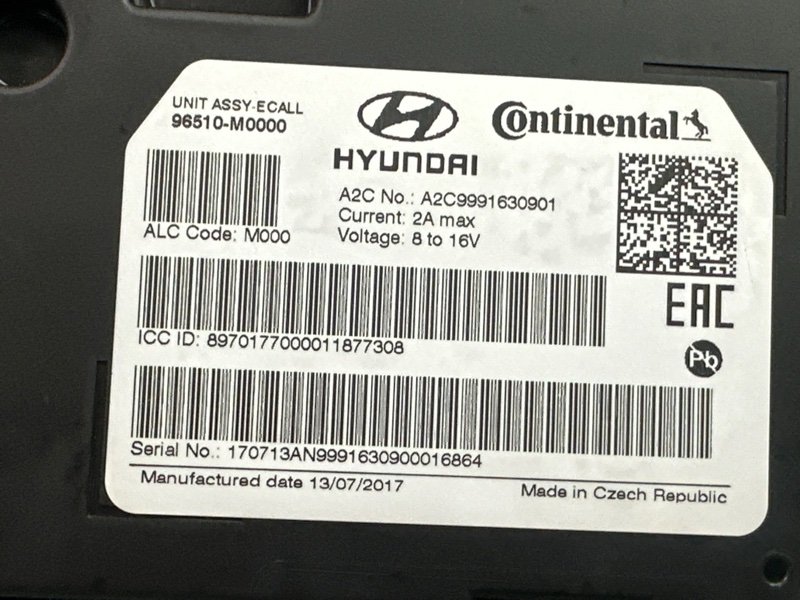 UNIT ASSY-ECALL
96510-M0000
HYUNDAI
Continental
A2C No.: A2C9991630901
Current: 2A max
Voltage: 8 to 16V
ALC Code: M000
EAC
ICC ID: 8970177000011877308
Pb
Serial No.: 170713AN9991630900016864
Manufactured date 13/07/2017
Made in Czech Republic